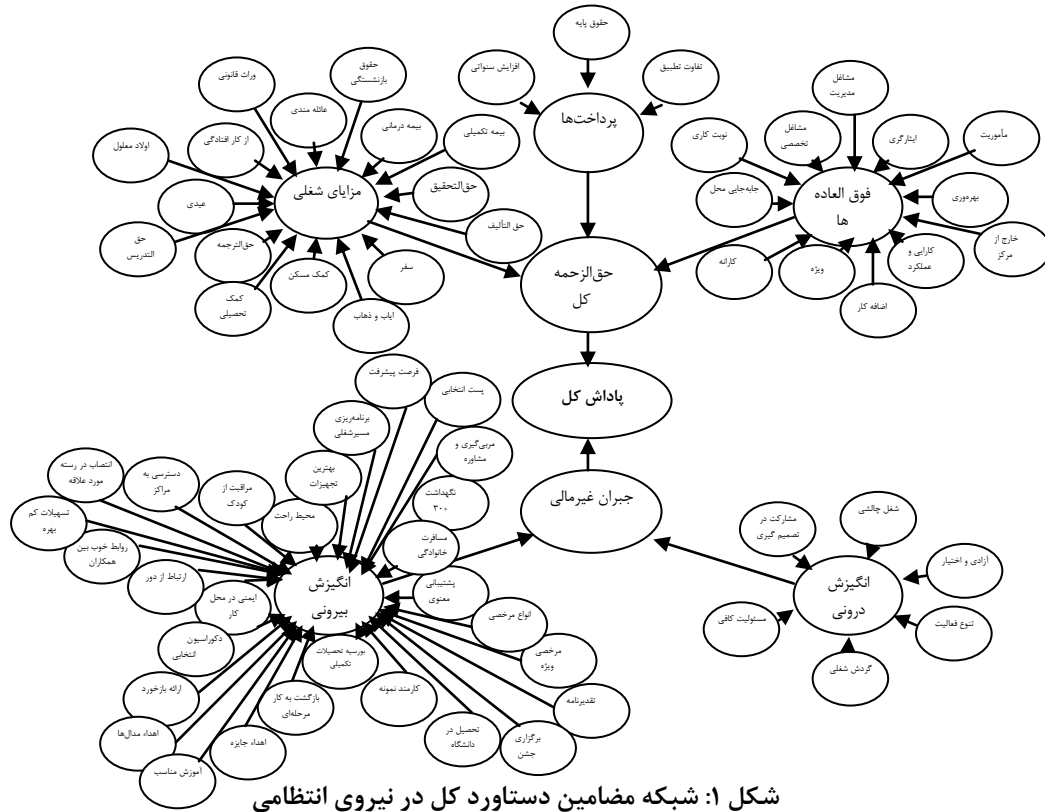 حقوق پایه
افزایش سنواتی
تفاوت تطبیق
پرداخت‌ها
حقوق
بازنشستگی
وراث قانونی
عائله مندی
بیمه درمانی
بیمه تکمیلی
از کار افتادگی
اولاد معلول
مزایای شغلی
حق‌التحقیق
عیدی
حق التألیف
حق
التدریس
حق‌الترجمه
کمک مسکن
سفر
کمک
تحصیلی
ایاب و ذهاب
مشاغل
مدیریت
نوبت کاری
مشاغل
تخصصی
ایثارگری
مأموریت
جابه‌جایی محل
فوق العاده
ها
بهره‌وری
خارج از
مرکز
کارانه
ویژه
کارایی و
عملکرد
اضافه کار
حق‌الزحمه
کل
پاداش کل
جبران غیرمالی
فرصت پیشرفت
پست انتخابی
برنامه‌ریزی
مسیرشغلی
مربی‌گیری و
مشاوره
بهترین
تجهیزات
نگهداشت
۳۰۰
انتصاب در رسته
مورد علاقه
دسترسی به
مراکز
مراقبت از
کودک
محیط راحت
مسافرت
خانوادگی
تسهیلات کم
بهره
روابط خوب بین
همکاران
ارتباط از دور
انگیزش
بیرونی
پشتیبانی
معنوی
ایمنی در محل
کار
انواع مرخصی
دکوراسیون
انتخابی
بورسیه تحصیلات
تکمیلی
مرخصی
ویژه
ارائه بازخورد
بازگشت به کار
مرحله‌ای
کارمند نمونه
تقدیرنامه
اهداء مدال‌ها
اهداء جایزه
تحصیل در
دانشگاه
برگزاری
جشن
آموزش مناسب
شغل چالشی
مشارکت در
تصمیم گیری
آزادی و اختیار
انگیزش
درونی
مسئولیت کافی
تنوع فعالیت
گردش شغلی
شکل ۱: شبکه مضامین دستاورد کل در نیروی انتظامی